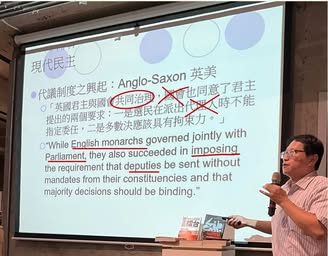 現代民主
代議制度之興起：Anglo-Saxon 英美
「英國君主與國會共同治理，國會也同意了君主
提出的兩個要求：一是選民在派出代理人時不能
指定委任，二是多數決應該具有拘束力。」
“While English monarchs governed jointly with
Parliament, they also succeeded in imposing
the requirement that deputies be sent without
mandates from their constituencies and that
majority decisions should be binding.”